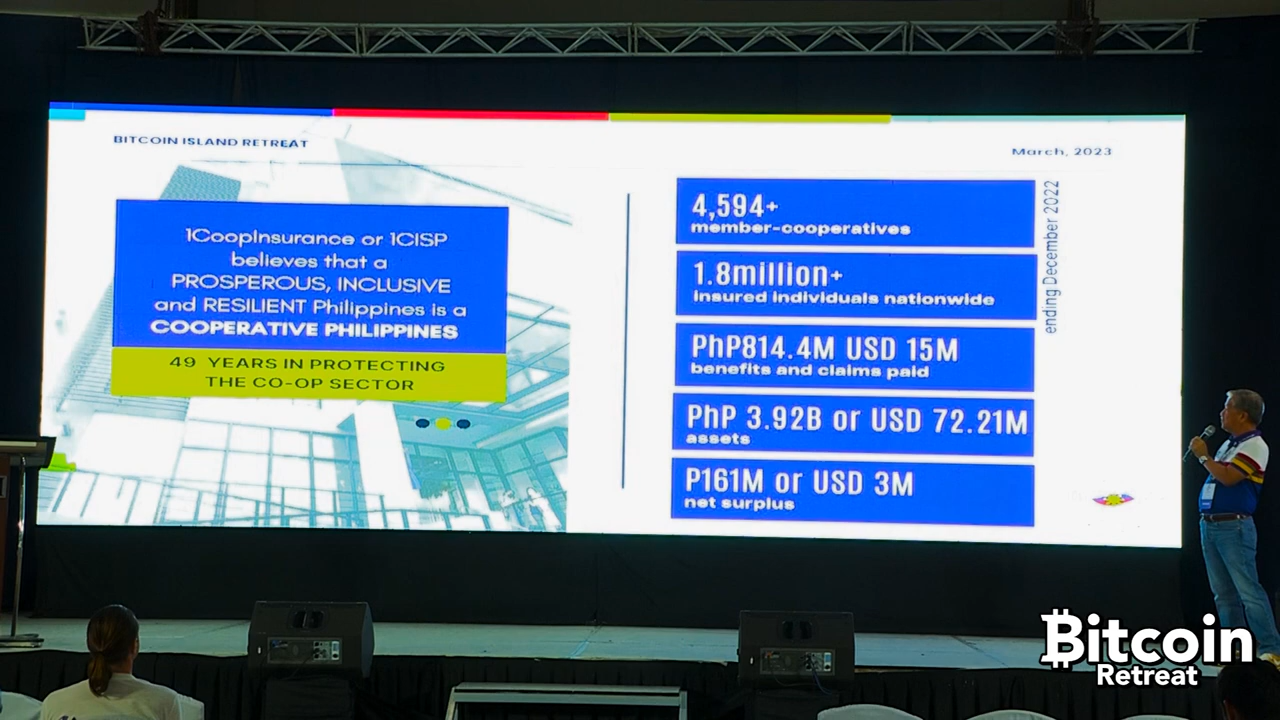 BITCOIN ISLAND RETREAT
March, 2023
1CoopInsurance or 1CISP
believes that a
PROSPEROUS, INCLUSIVE
and RESILIENT Philippines is a
COOPERATIVE PHILIPPINES
49 YEARS IN PROTECTING
THE CO-OP SECTOR
4,594+
member-cooperatives
1.8million+
insured individuals nationwide
PhP814.4M USD 15M
benefits and claims paid
PhP 3.92B or USD 72.21M
assets
P161M or USD 3M
net surplus
ending December 2022
Bitcoin
Retreat